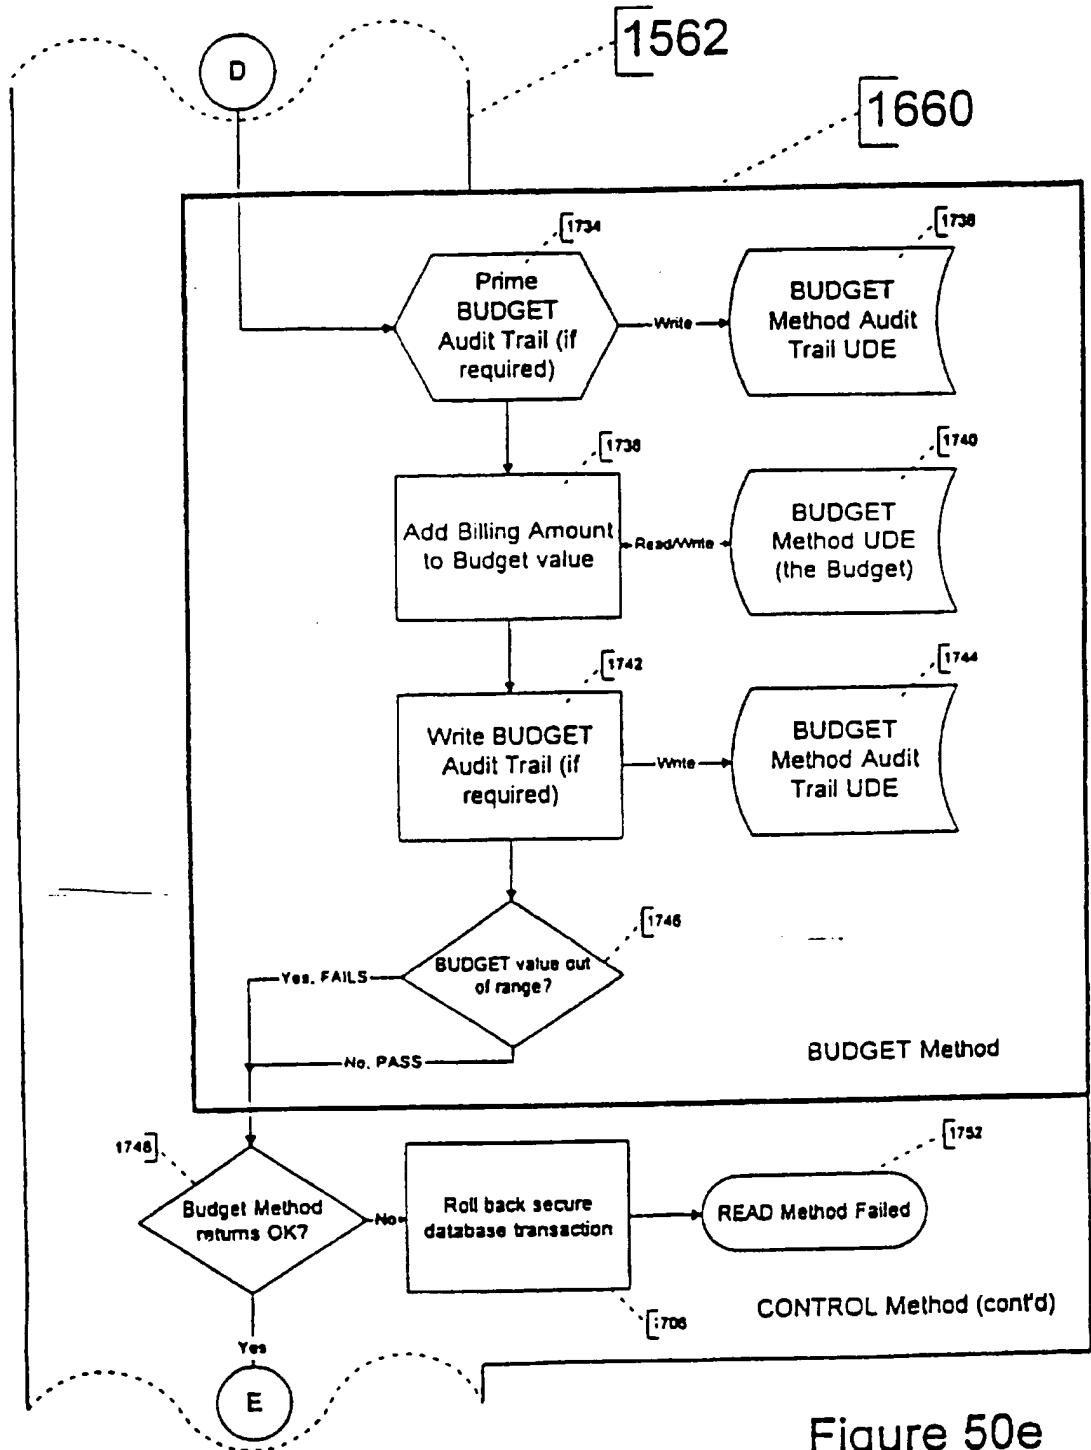 1562
D
1660
1734
Prime
BUDGET
Audit Trail (if
required)
Write
1736
BUDGET
Method Audit
Trail UDE
1738
Add Billing Amount
to Budget value
Read/Write
1740
BUDGET
Method UDE
(the Budget)
1742
Write BUDGET
Audit Trail (if
required)
Write
1744
BUDGET
Method Audit
Trail UDE
1746
BUDGET value out
of range?
Yes, FAILS
No, PASS
BUDGET Method
1748
Budget Method
returns OK?
No
Roll back secure
database transaction
1752
READ Method Failed
CONTROL Method (cont'd)
Yes
E
Figure 50e